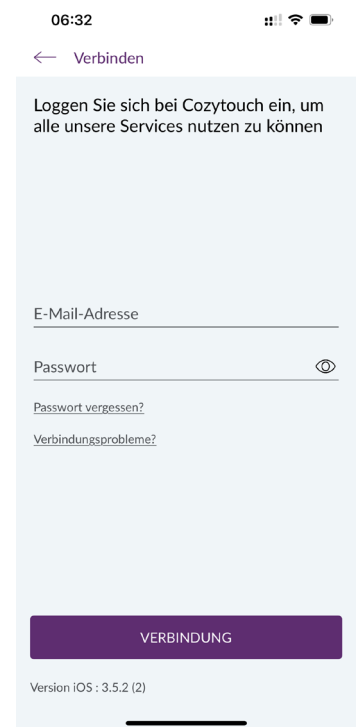 06:32
Verbinden
Loggen Sie sich bei Cozytouch ein, um
alle unsere Services nutzen zu können
E-Mail-Adresse
Passwort
Passwort vergessen?
Verbindungsprobleme?
VERBINDUNG
Version iOS : 3.5.2 (2)